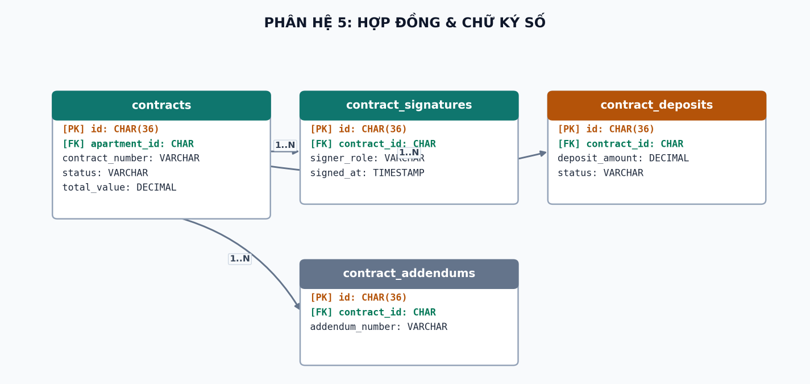 PHÂN HỆ 5: HỢP ĐỒNG & CHỮ KÝ SỐ
contracts
[PK] id: CHAR(36)
[FK] apartment_id: CHAR
contract_number: VARCHAR
status: VARCHAR
total_value: DECIMAL
1..N
contract_signatures
[PK] id: CHAR(36)
[FK] contract_id: CHAR
signer_role: VARCHAR
signed_at: TIMESTAMP
1..N
contract_deposits
[PK] id: CHAR(36)
[FK] contract_id: CHAR
deposit_amount: DECIMAL
status: VARCHAR
1..N
contract_addendums
[PK] id: CHAR(36)
[FK] contract_id: CHAR
addendum_number: VARCHAR